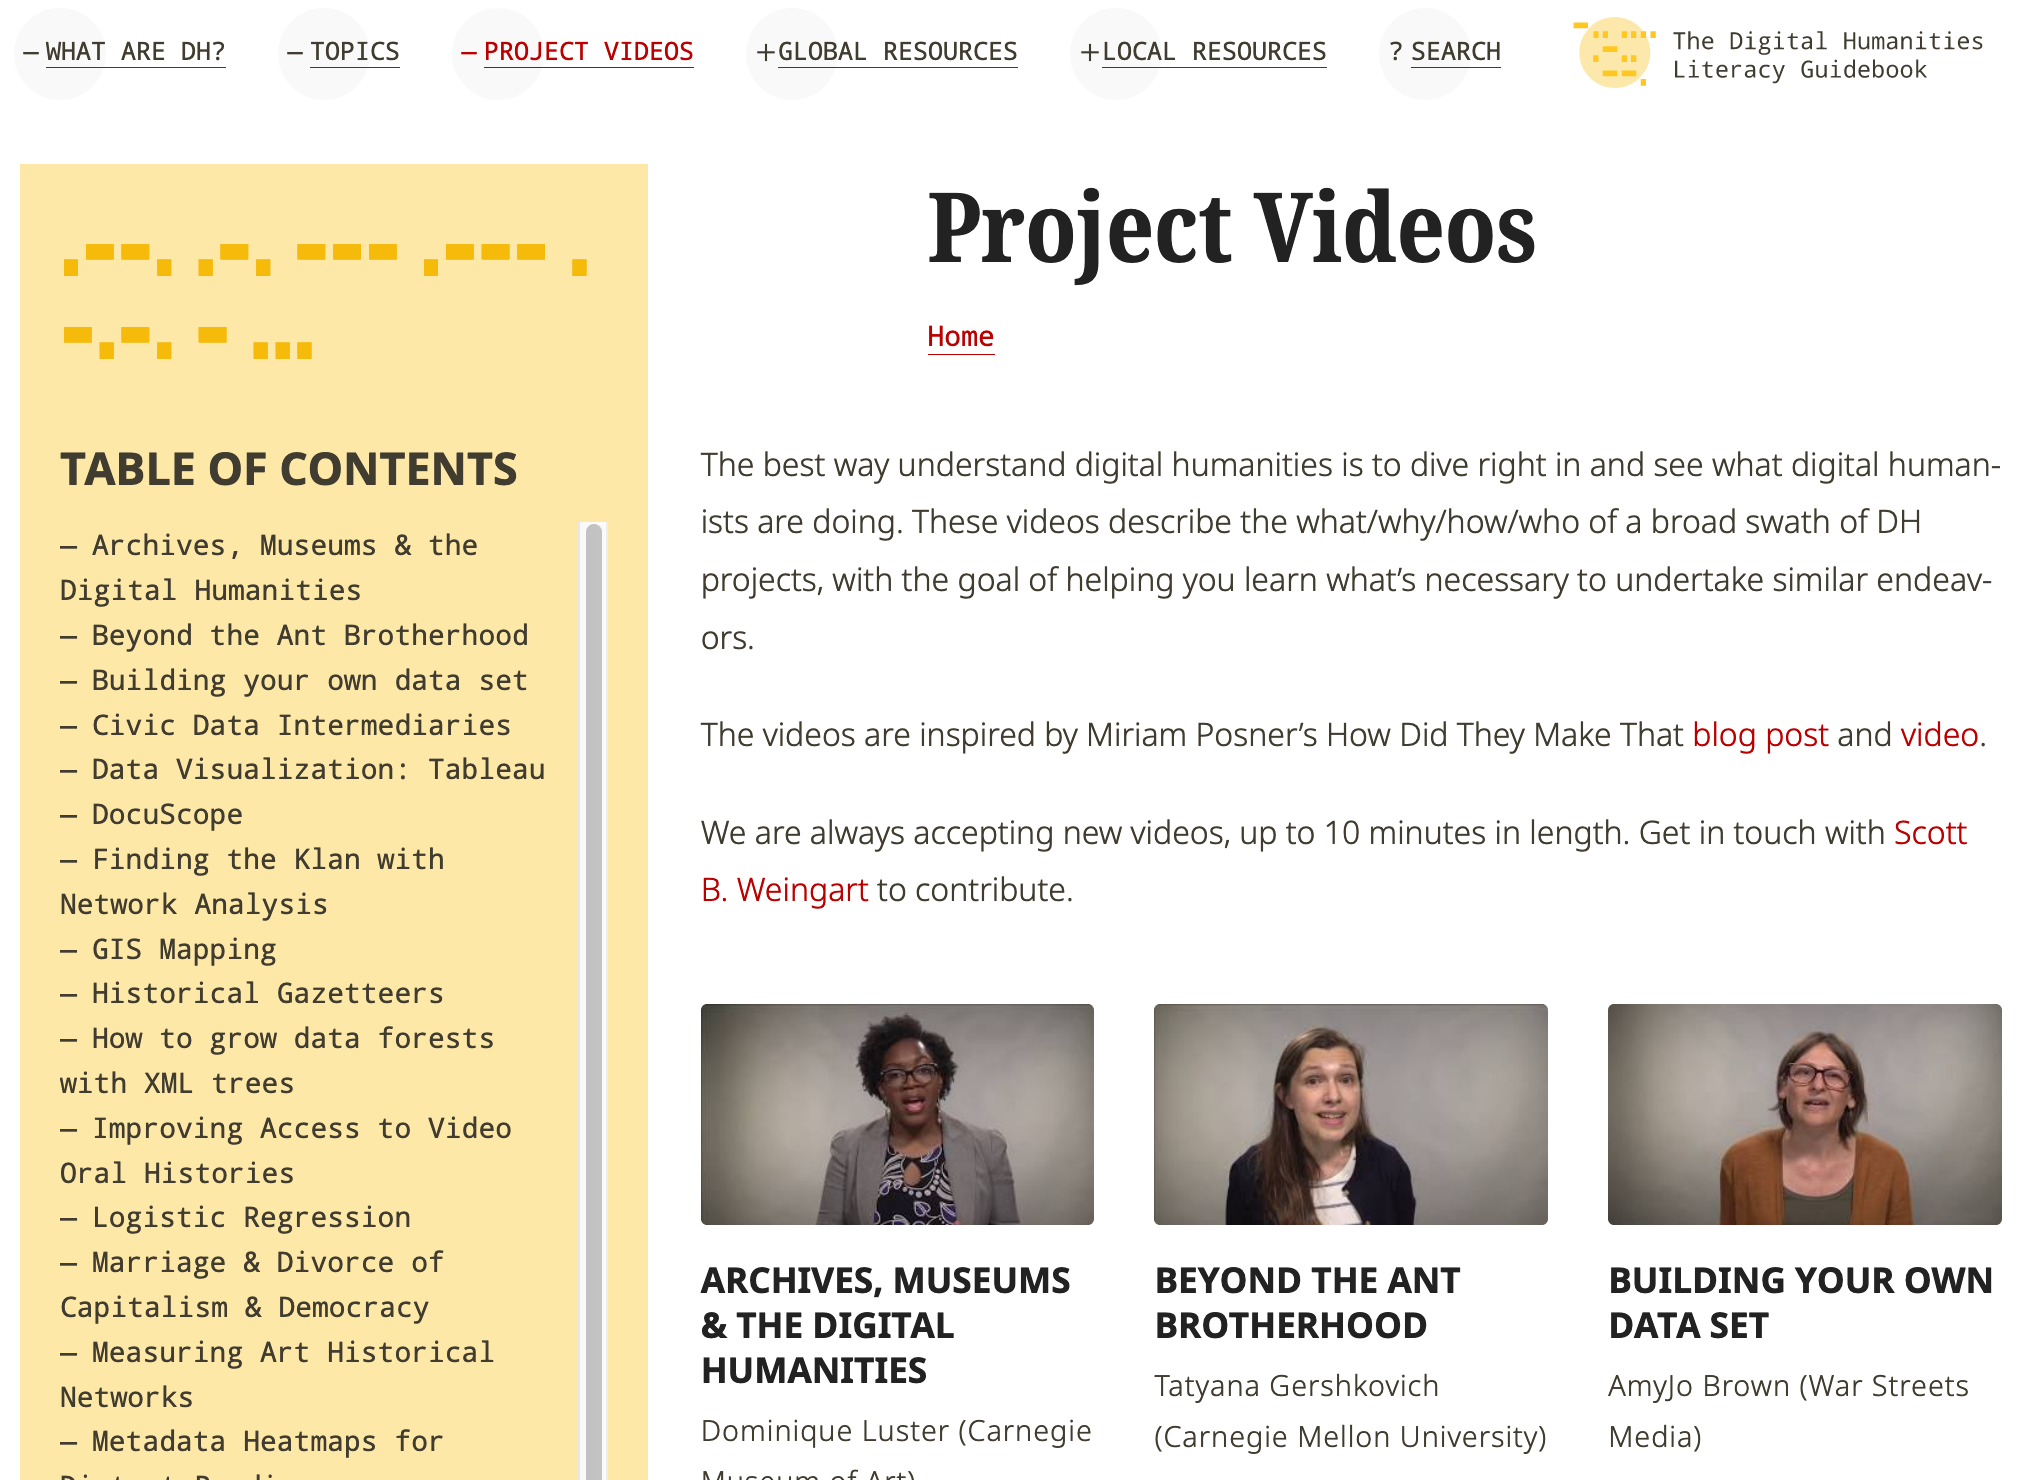 —WHAT ARE DH?
—TOPICS
—PROJECT VIDEOS
+GLOBAL RESOURCES
+LOCAL RESOURCES
? SEARCH
The Digital Humanities
Literacy Guidebook
TABLE OF CONTENTS
— Archives, Museums & the
Digital Humanities
— Beyond the Ant Brotherhood
— Building your own data set
— Civic Data Intermediaries
— Data Visualization: Tableau
— DocuScope
— Finding the Klan with
Network Analysis
— GIS Mapping
— Historical Gazetteers
— How to grow data forests
with XML trees
— Improving Access to Video
Oral Histories
— Logistic Regression
— Marriage & Divorce of
Capitalism & Democracy
— Measuring Art Historical
Networks
— Metadata Heatmaps for
Project Videos
Home
The best way understand digital humanities is to dive right in and see what digital human-
ists are doing. These videos describe the what/why/how/who of a broad swath of DH
projects, with the goal of helping you learn what’s necessary to undertake similar endeav-
ors.
The videos are inspired by Miriam Posner’s How Did They Make That blog post and video.
We are always accepting new videos, up to 10 minutes in length. Get in touch with Scott
B. Weingart to contribute.
ARCHIVES, MUSEUMS
& THE DIGITAL
HUMANITIES
Dominique Luster (Carnegie
Museum of Art)
BEYOND THE ANT
BROTHERHOOD
Tatyana Gershkovich
(Carnegie Mellon University)
BUILDING YOUR OWN
DATA SET
AmyJo Brown (War Streets
Media)